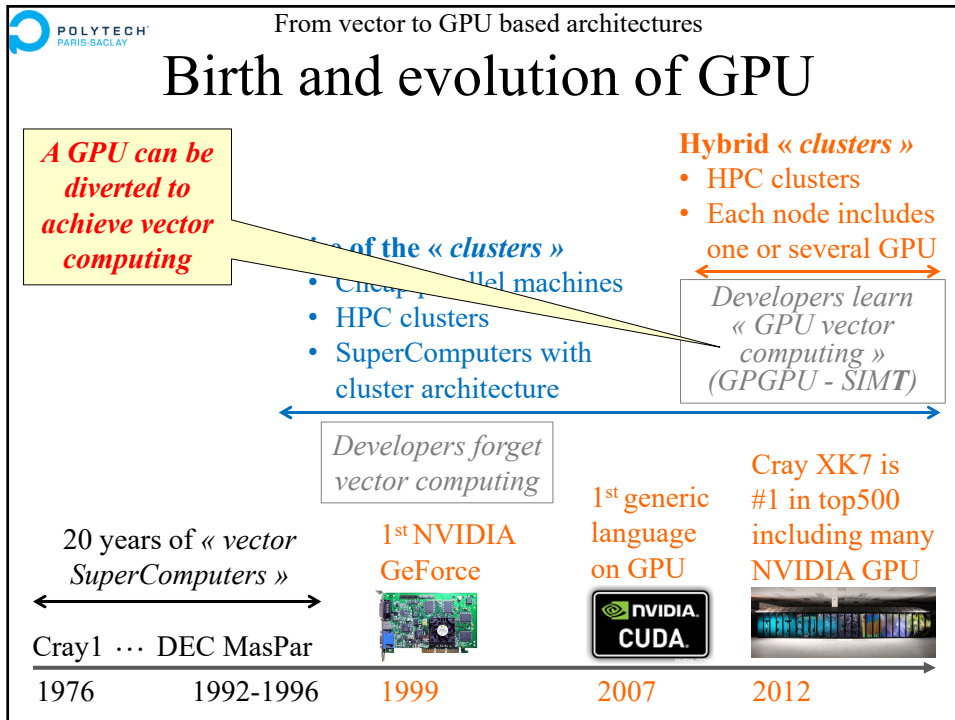 POLYTECH'
PARIS-SACLAY
From vector to GPU based architectures
Birth and evolution of GPU
A GPU can be
diverted to
achieve vector
computing
Hybrid « clusters »
• HPC clusters
• Each node includes
one or several GPU
of the « clusters »
• Cheap parallel machines
• HPC clusters
• SuperComputers with
cluster architecture
Developers learn
« GPU vector
computing »
(GPGPU - SIMT)
Developers forget
vector computing
20 years of « vector
SuperComputers »
1st NVIDIA
GeForce
1st generic
language
on GPU
Cray XK7 is
#1 in top500
including many
NVIDIA GPU
NVIDIA.
CUDA.
Cray1 ··· DEC MasPar
1976
1992-1996
1999
2007
2012